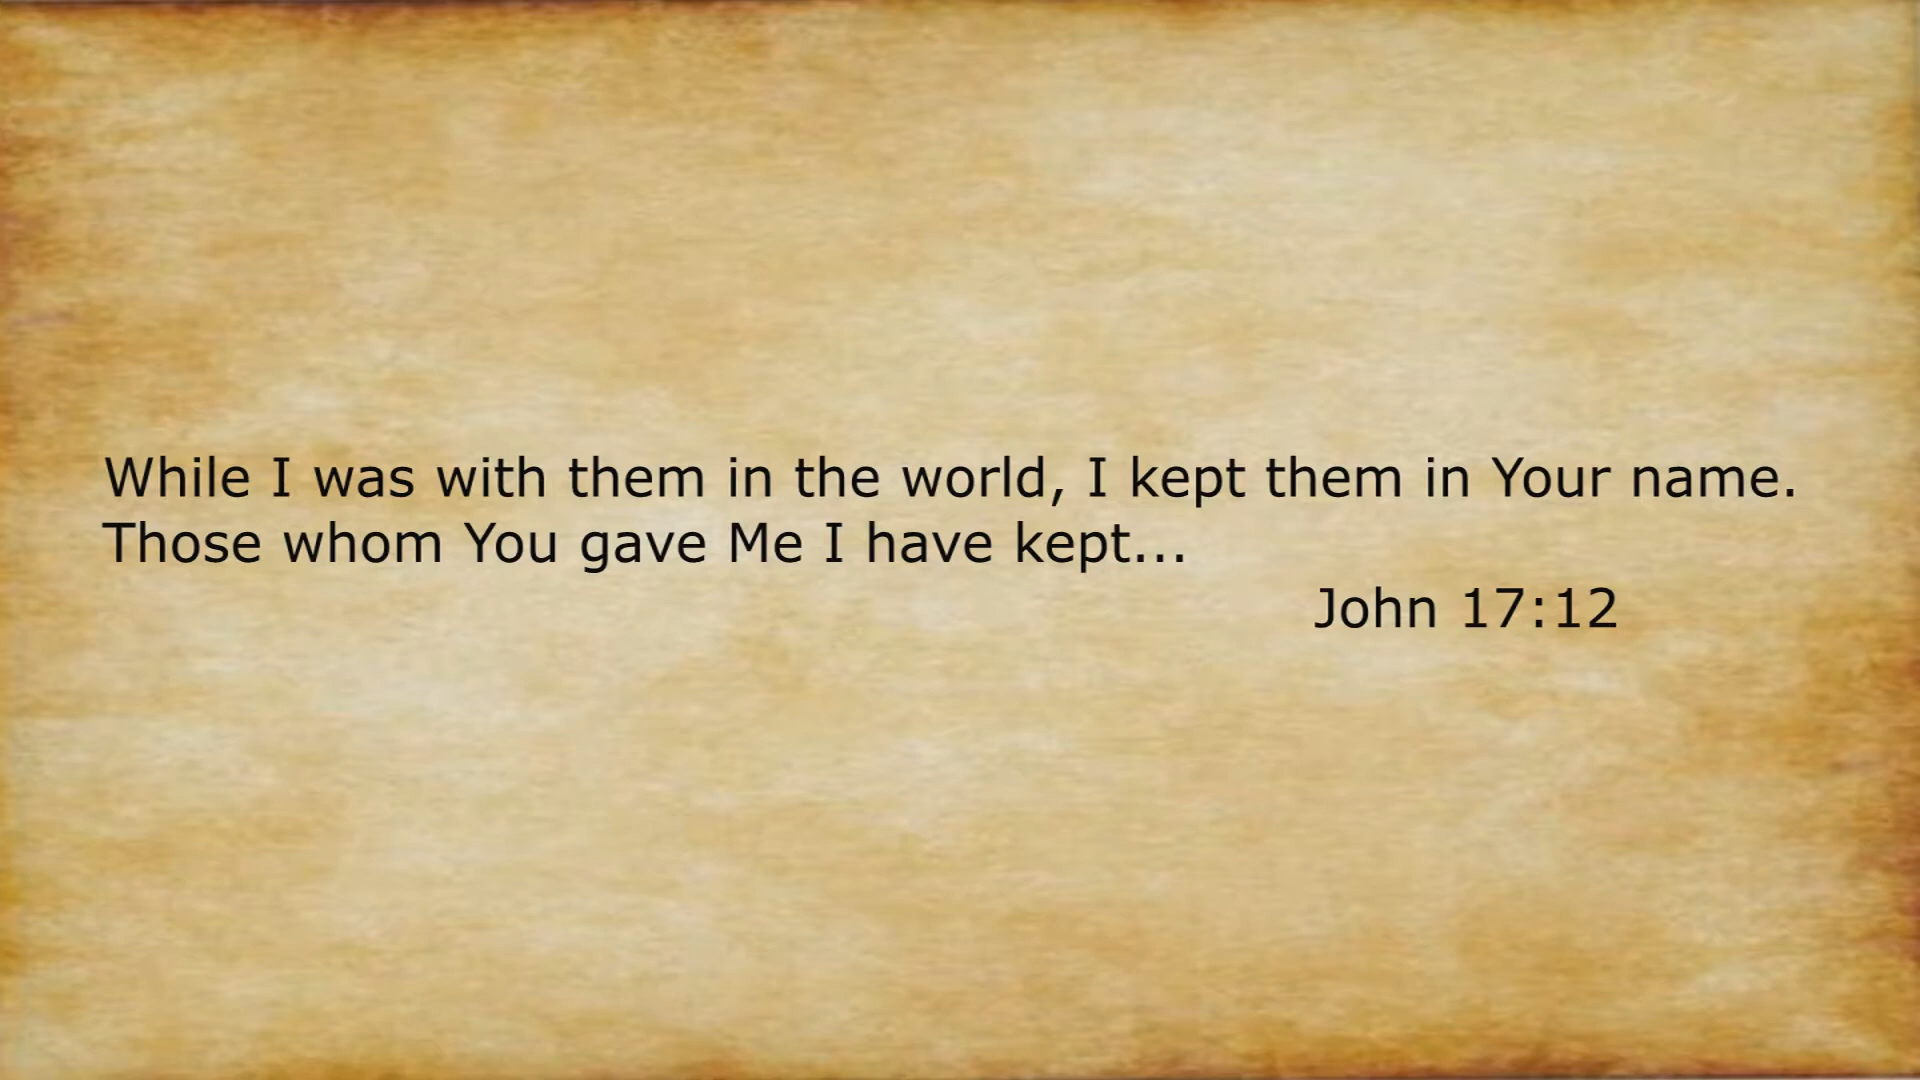 While I was with them in the world, I kept them in Your name.
Those whom You gave Me I have kept...
John 17:12